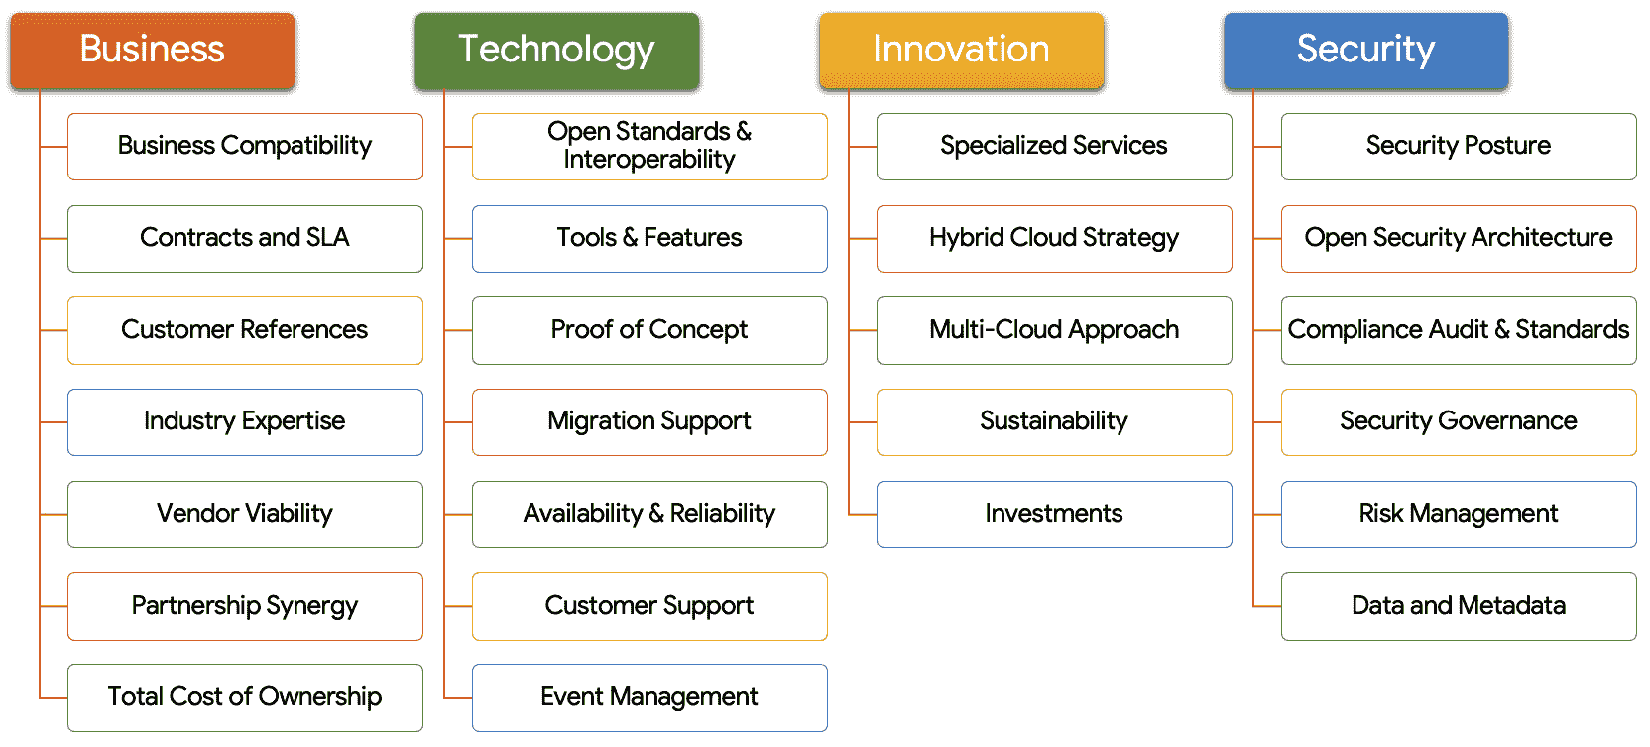 Business
Business Compatibility
Contracts and SLA
Customer References
Industry Expertise
Vendor Viability
Partnership Synergy
Total Cost of Ownership
Technology
Open Standards &
Interoperability
Tools & Features
Proof of Concept
Migration Support
Availability & Reliability
Customer Support
Event Management
Innovation
Specialized Services
Hybrid Cloud Strategy
Multi-Cloud Approach
Sustainability
Investments
Security
Security Posture
Open Security Architecture
Compliance Audit & Standards
Security Governance
Risk Management
Data and Metadata